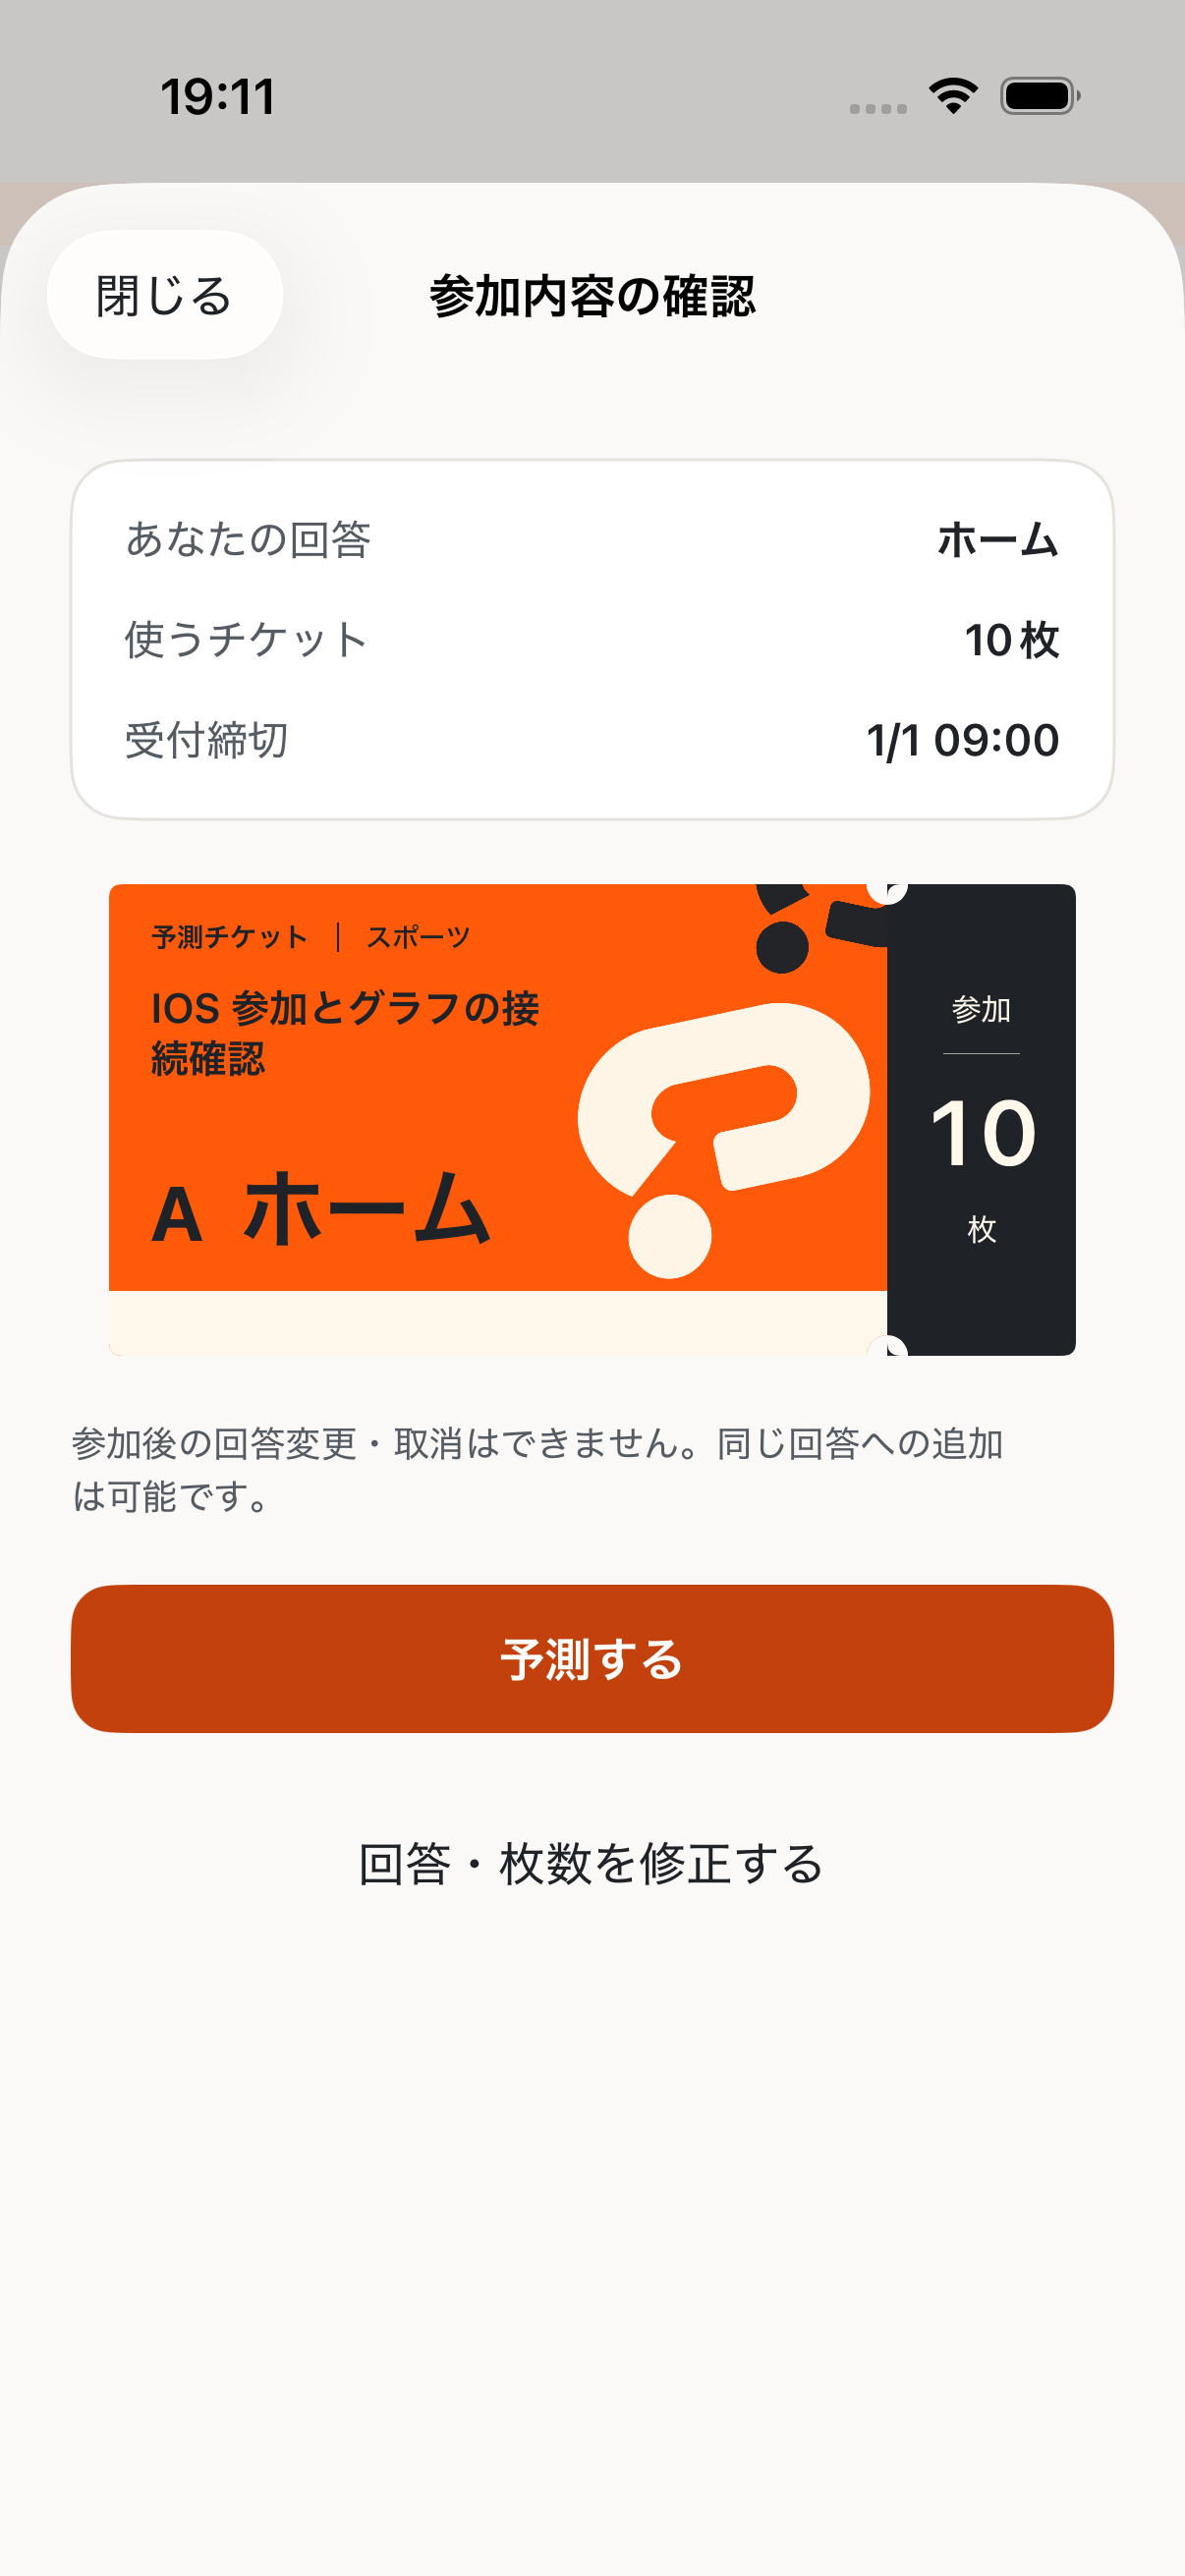 19:11
閉じる
参加内容の確認
あなたの回答 ホーム
使うチケット 10 枚
受付締切 1/1 09:00
予測チケット | スポーツ
IOS 参加とグラフの接
続確認
A ホーム
参加
10
枚
参加後の回答変更・取消はできません。同じ回答への追加
は可能です。
予測する
回答・枚数を修正する